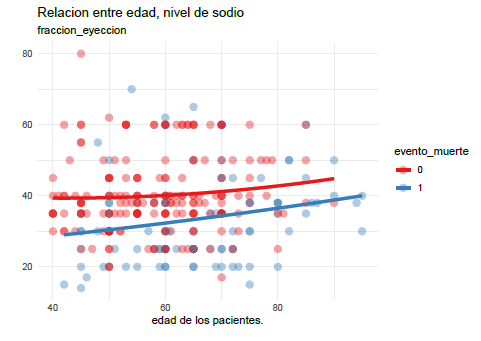 Relacion entre edad, nivel de sodio
fraccion_eyeccion
80
60
40
20
40
60
80
edad de los pacientes.
evento_muerte
0
1